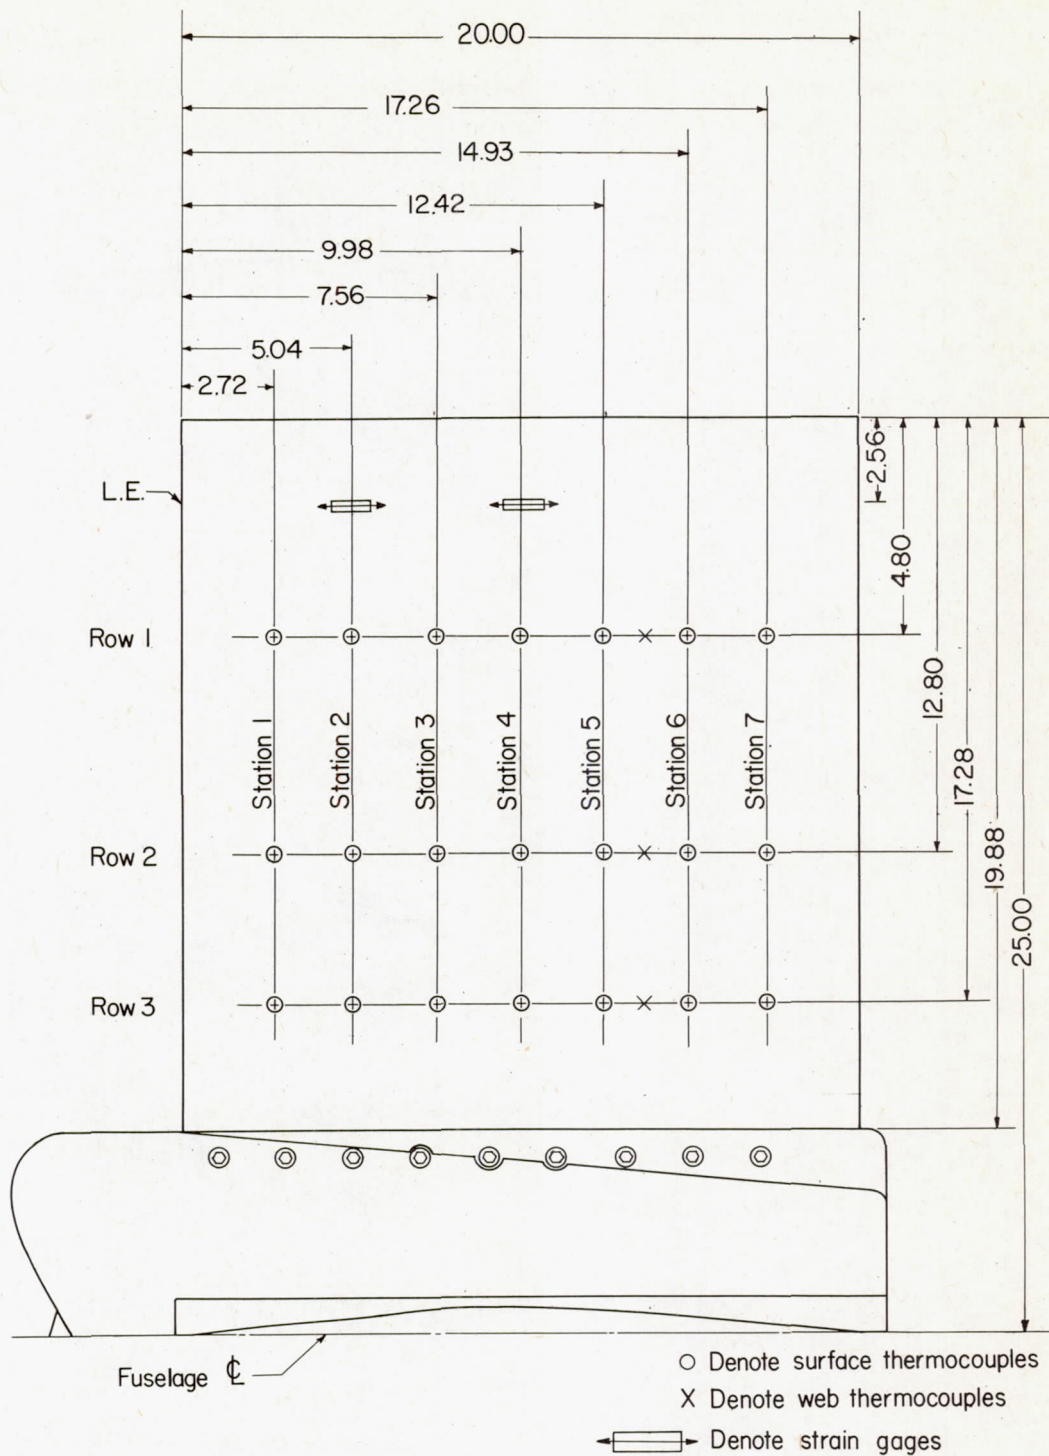 20.00
17.26
14.93
12.42
9.98
7.56
5.04
2.72
L.E.
2.56
4.80
12.80
17.28
19.88
25.00
Row 1
Station 1
Station 2
Station 3
Station 4
Station 5
Station 6
Station 7
Row 2
Row 3
Fuselage ℄
O Denote surface thermocouples
X Denote web thermocouples
Denote strain gages